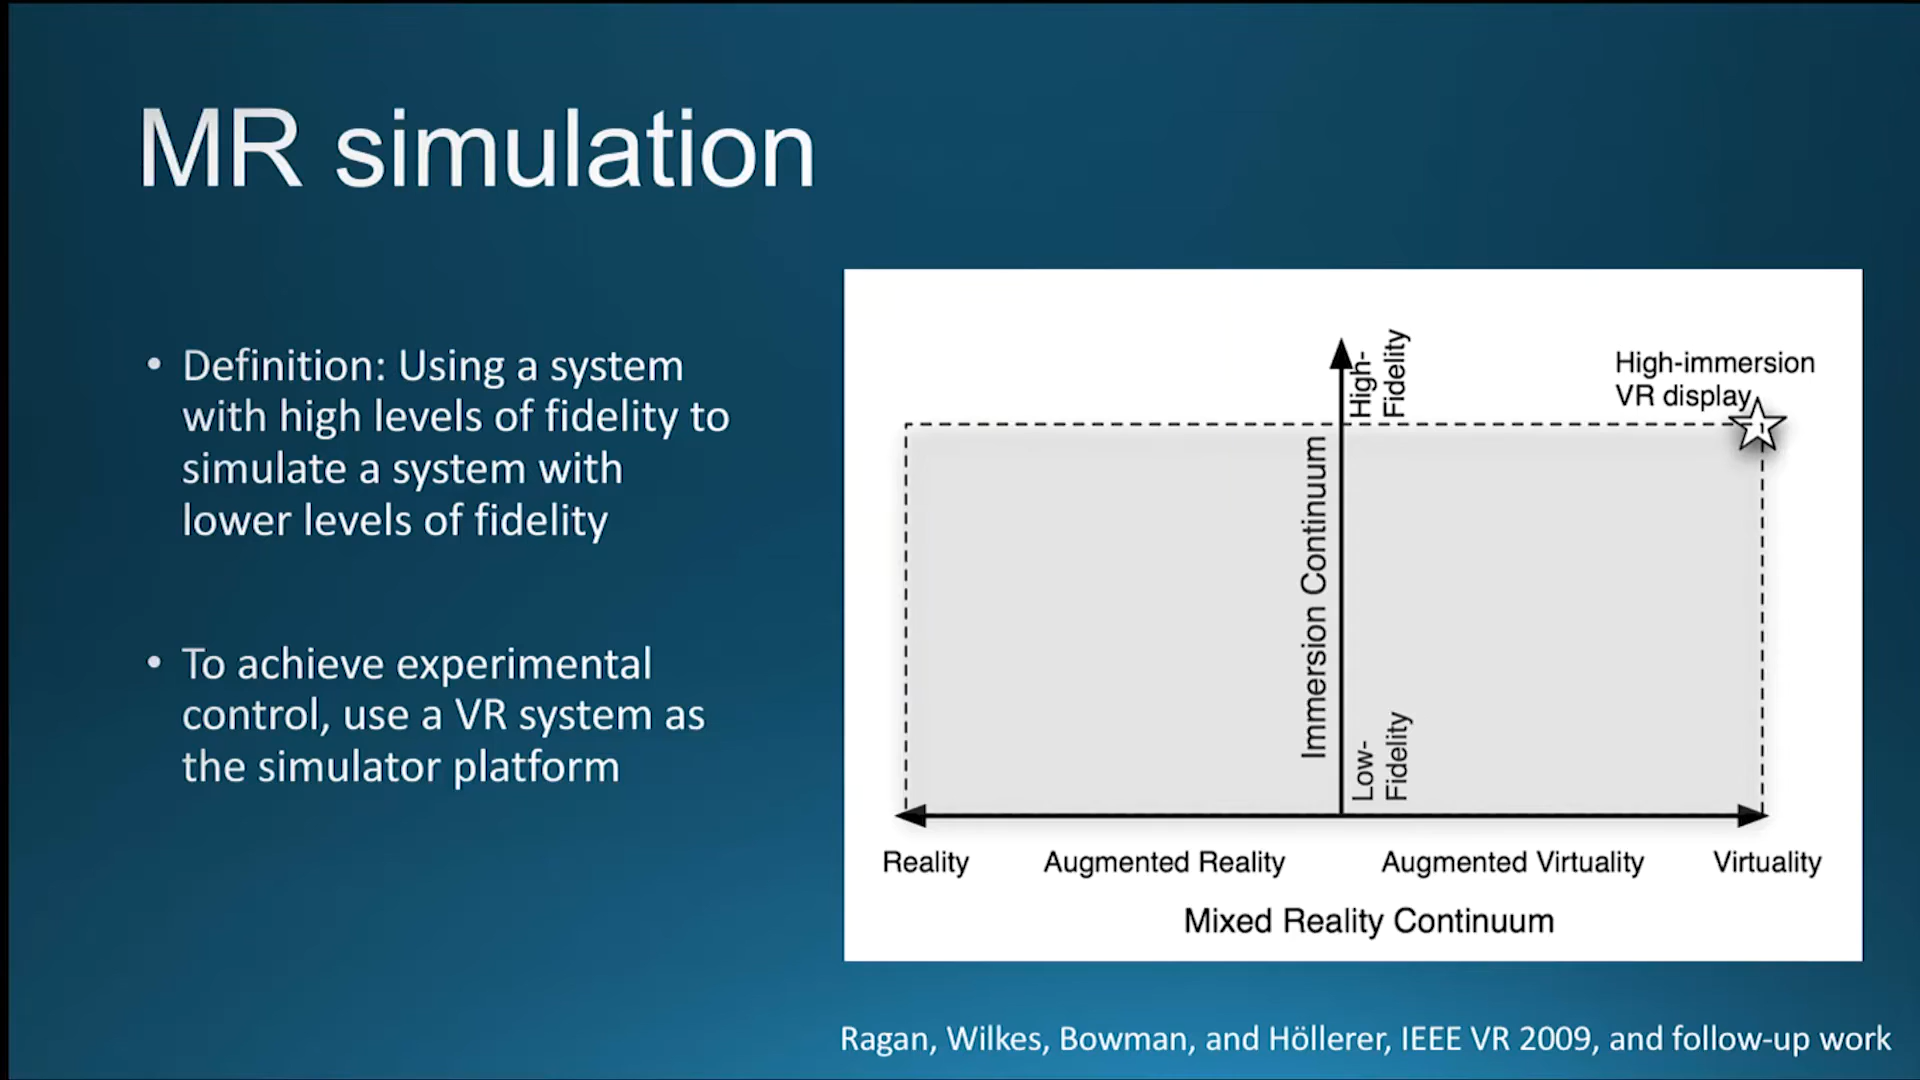 MR simulation
• Definition: Using a system
with high levels of fidelity to
simulate a system with
lower levels of fidelity
• To achieve experimental
control, use a VR system as
the simulator platform
High-
Fidelity
High-immersion
VR display
Immersion Continuum
Low-
Fidelity
Reality
Augmented Reality
Augmented Virtuality
Virtuality
Mixed Reality Continuum
Ragan, Wilkes, Bowman, and Höllerer, IEEE VR 2009, and follow-up work